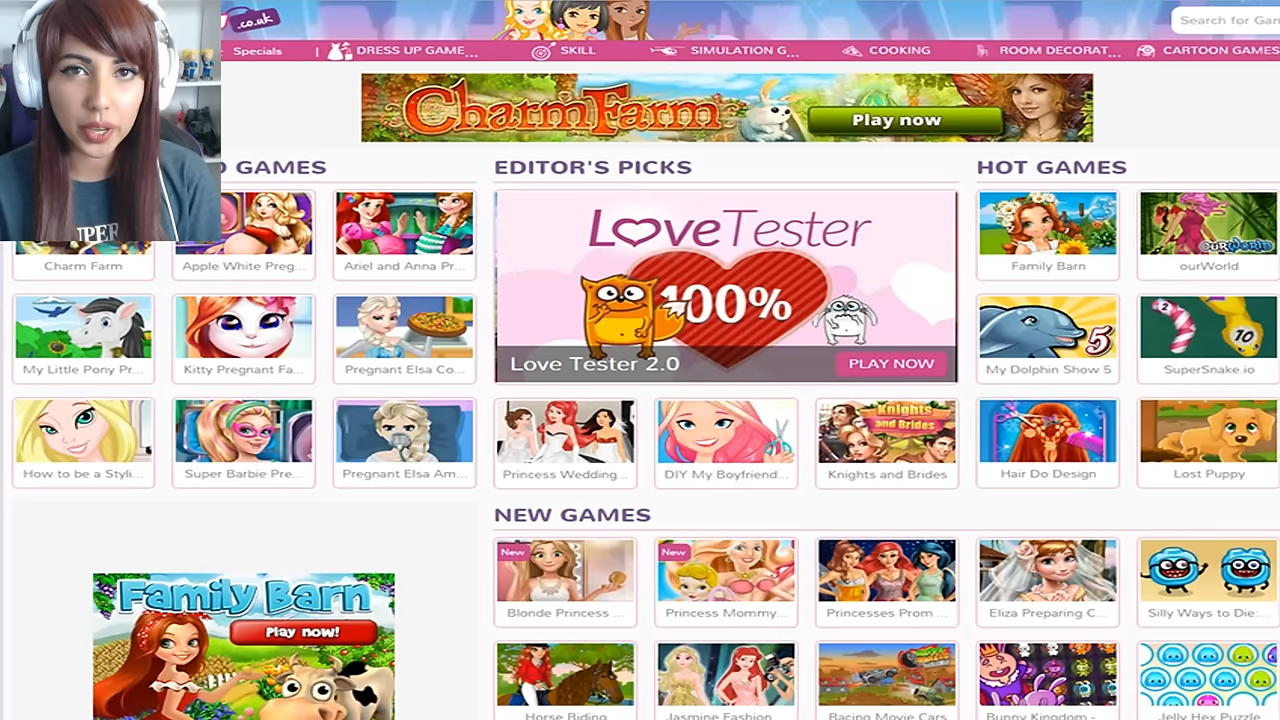 .co.uk
Search for Gam
Specials
DRESS UP GAME...
SKILL
SIMULATION G...
COOKING
ROOM DECORAT...
CARTOON GAMES
CharmFarm
Play now
GAMES
EDITOR'S PICKS
HOT GAMES
UPER
LoveTester
100%
Love Tester 2.0
PLAY NOW
OURWORLD
Charm Farm
Apple White Preg...
Ariel and Anna Pr...
Family Barn
ourWorld
5
2
10
My Little Pony Pr...
Kitty Pregnant Fa...
Pregnant Elsa Co...
My Dolphin Show 5
SuperSnake.io
Knights
and Brides
How to be a Styli...
Super Barbie Pre...
Pregnant Elsa Am...
Princess Wedding...
DIY My Boyfriend...
Knights and Brides
Hair Do Design
Lost Puppy
NEW GAMES
New
New
Family Barn
Play now!
Blonde Princess ...
Princess Mommy...
Princesses Prom ...
Eliza Preparing C...
Silly Ways to Die:...
Horse Riding
Jasmine Fashion
Racing Movie Cars
Bunny Kingdom -
Jelly Hex Puzzle